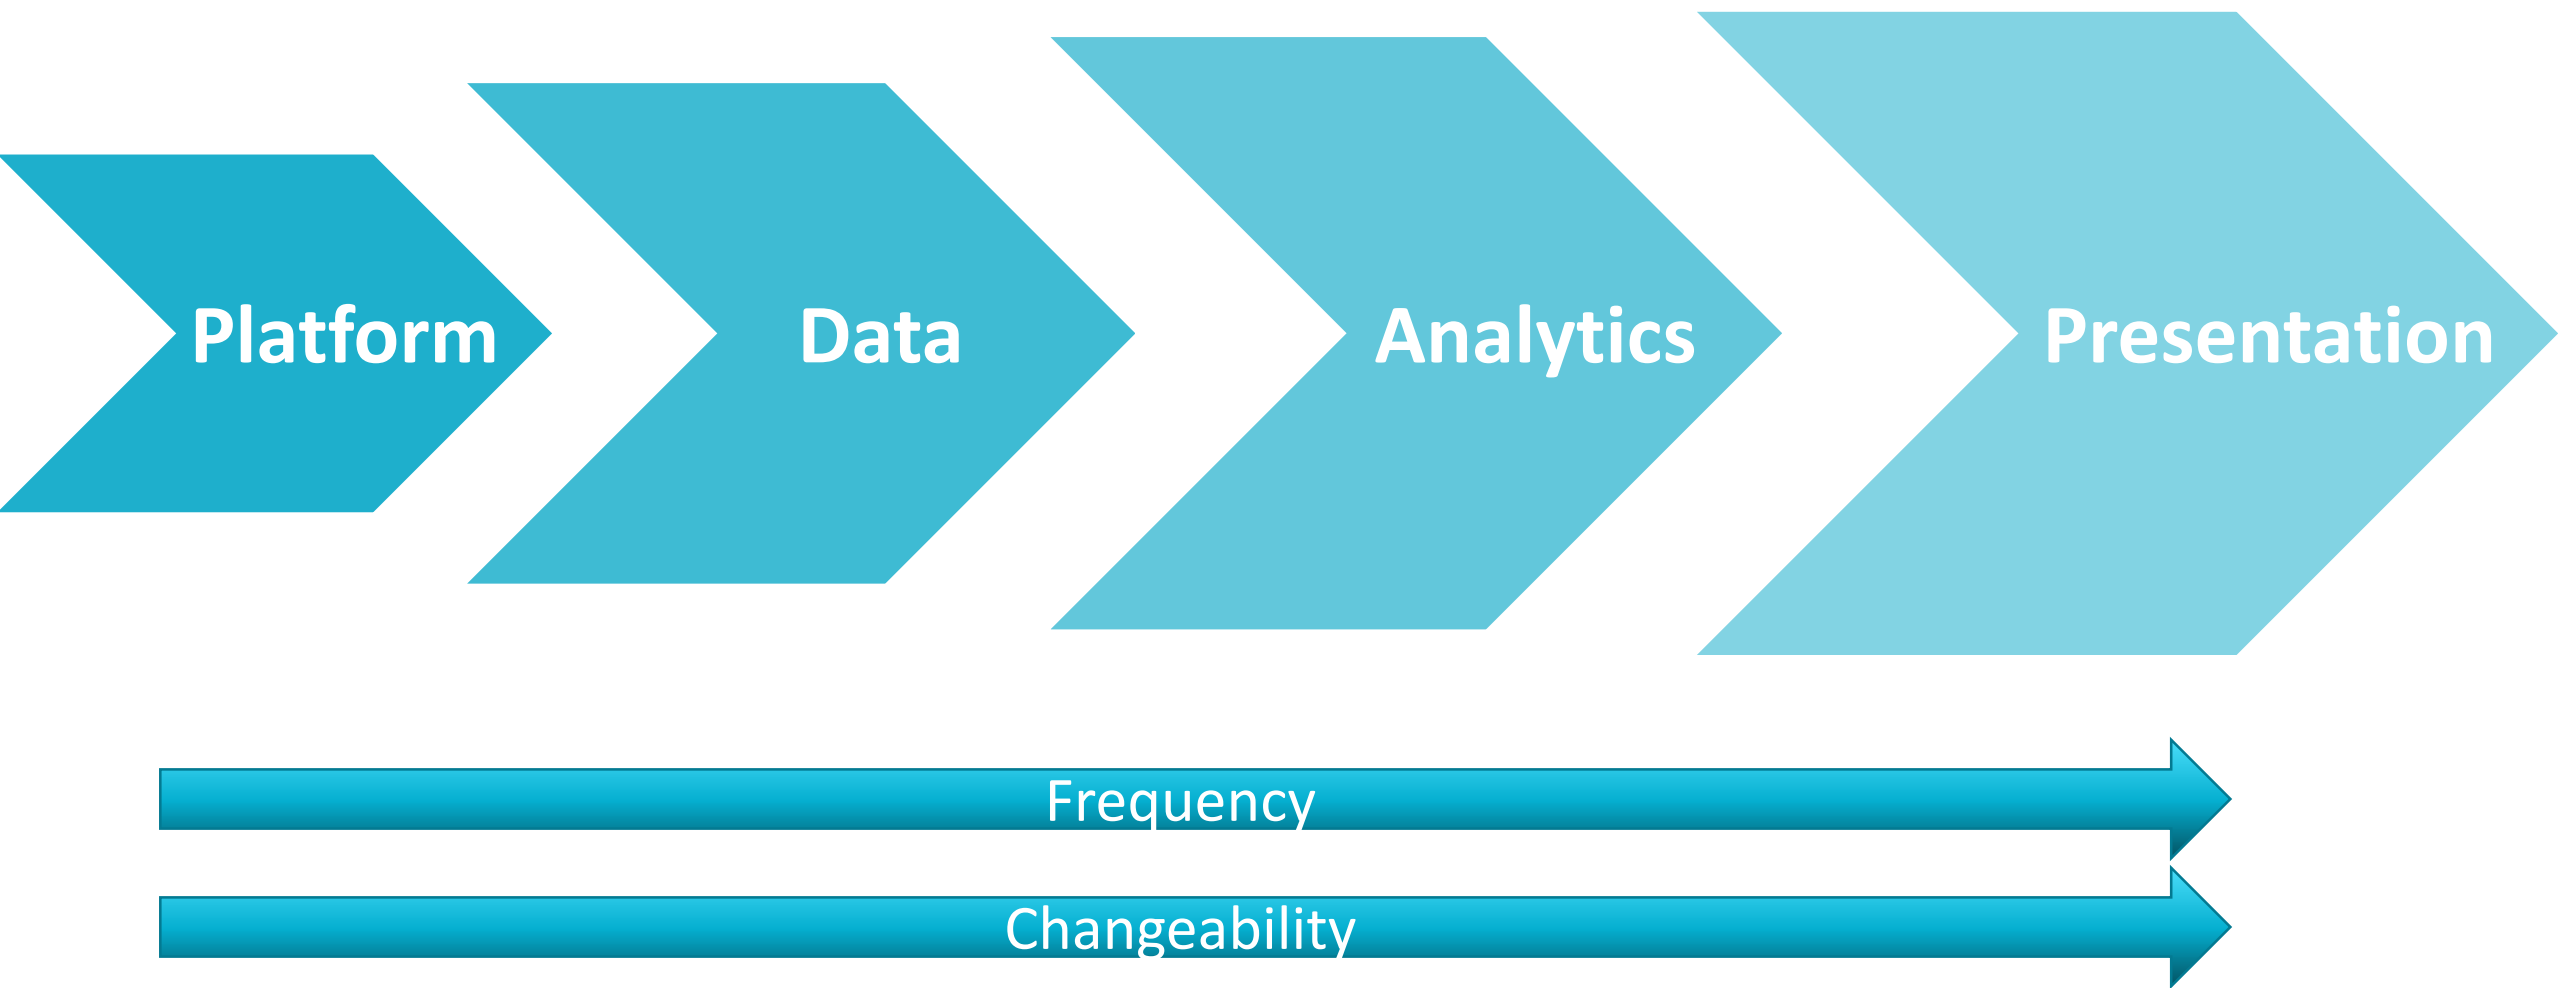 Platform
Data
Analytics
Presentation
Frequency
Changeability